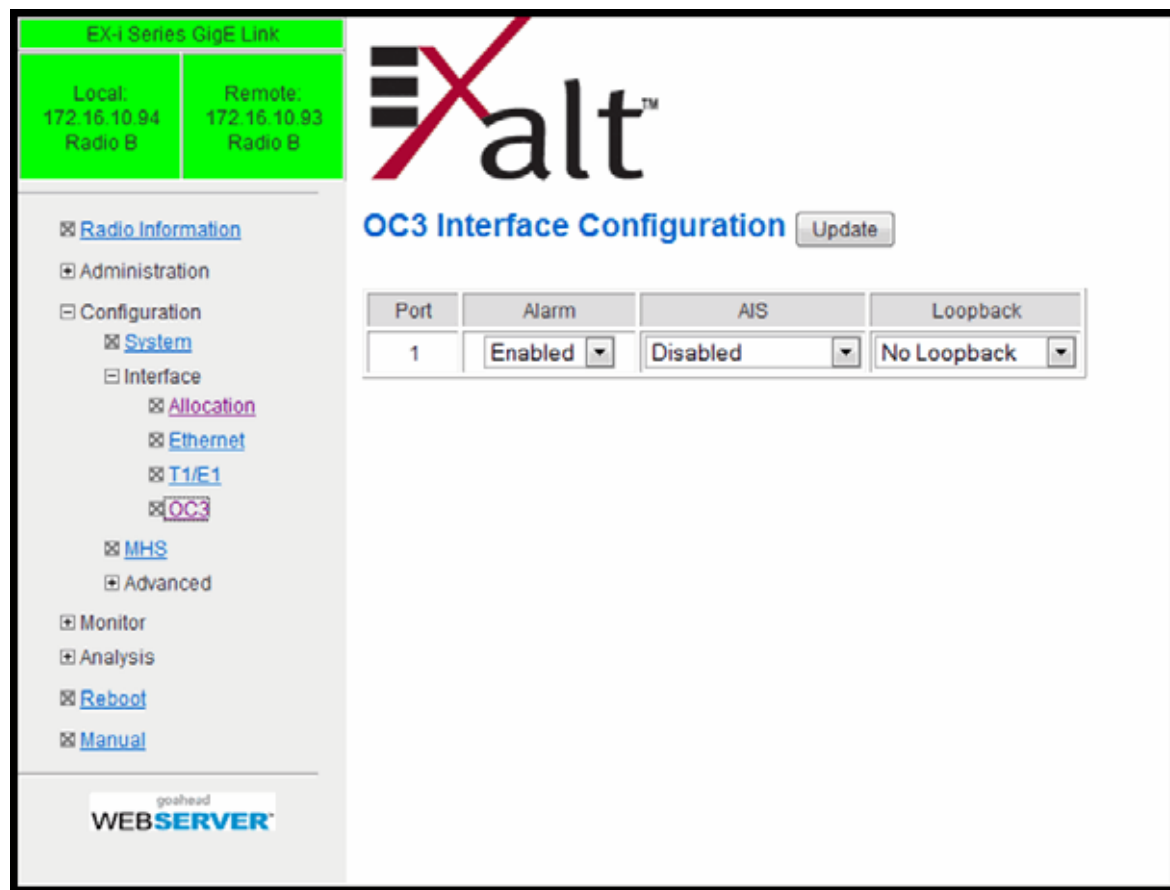 EX-i Series GigE Link
Local:
172.16.10.94
Radio B
Remote:
172.16.10.93
Radio B
EXalt™
Radio Information
Administration
Configuration
System
Interface
Allocation
Ethernet
T1/E1
OC3
MHS
Advanced
Monitor
Analysis
Reboot
Manual
goahead
WEBSERVER™
OC3 Interface Configuration Update
Port Alarm AIS Loopback
1 Enabled Disabled No Loopback